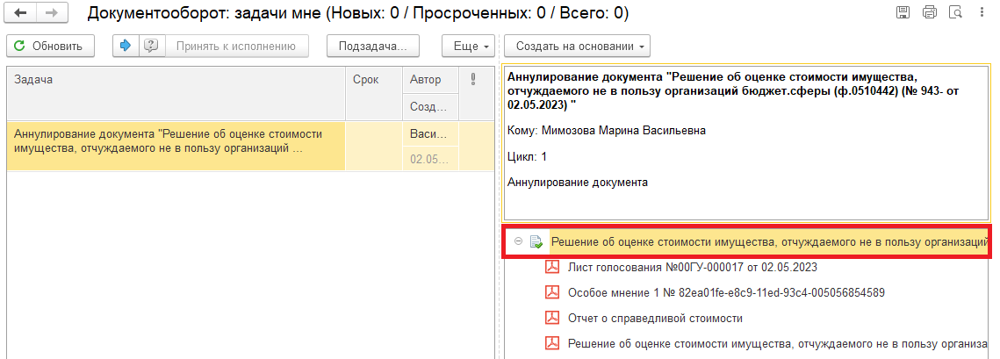 Документооборот: задачи мне (Новых: 0 / Просроченных: 0 / Всего: 0)
Обновить
Принять к исполнению
Подзадача...
Еще
Создать на основании
Задача
Срок
Автор
Созд...
Аннулирование документа "Решение об оценке стоимости
имущества, отчуждаемого не в пользу организаций ...
Васи...
02.05...
Аннулирование документа "Решение об оценке стоимости имущества,
отчуждаемого не в пользу организаций бюджет.сферы (ф.0510442) (№ 943- от
02.05.2023) "
Кому: Мимозова Марина Васильевна
Цикл: 1
Аннулирование документа
Решение об оценке стоимости имущества, отчуждаемого не в пользу организаций
Лист голосования №00ГУ-000017 от 02.05.2023
Особое мнение 1 № 82ea01fe-e8c9-11ed-93c4-005056854589
Отчет о справедливой стоимости
Решение об оценке стоимости имущества, отчуждаемого не в пользу организа